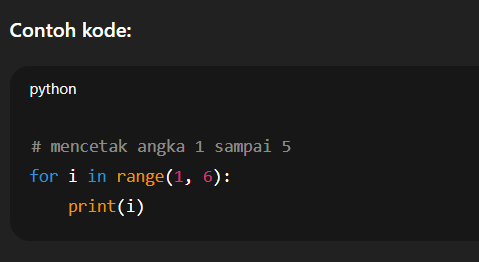 Contoh kode:
python
# mencetak angka 1 sampai 5
for i in range(1, 6):
    print(i)